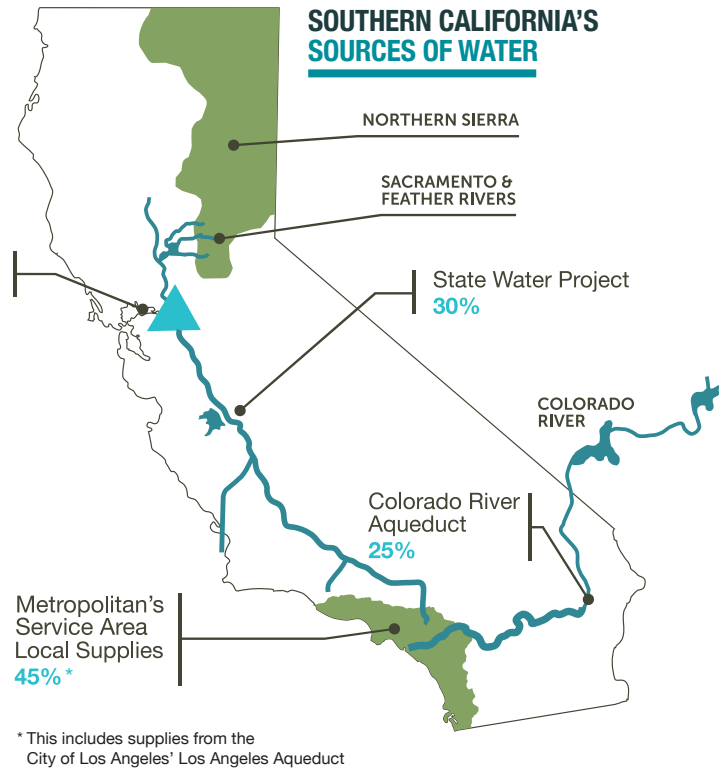 SOUTHERN CALIFORNIA'S
SOURCES OF WATER
NORTHERN SIERRA
SACRAMENTO &
FEATHER RIVERS
State Water Project
30%
COLORADO
RIVER
Colorado River
Aqueduct
25%
Metropolitan's
Service Area
Local Supplies
45% *
* This includes supplies from the
City of Los Angeles' Los Angeles Aqueduct